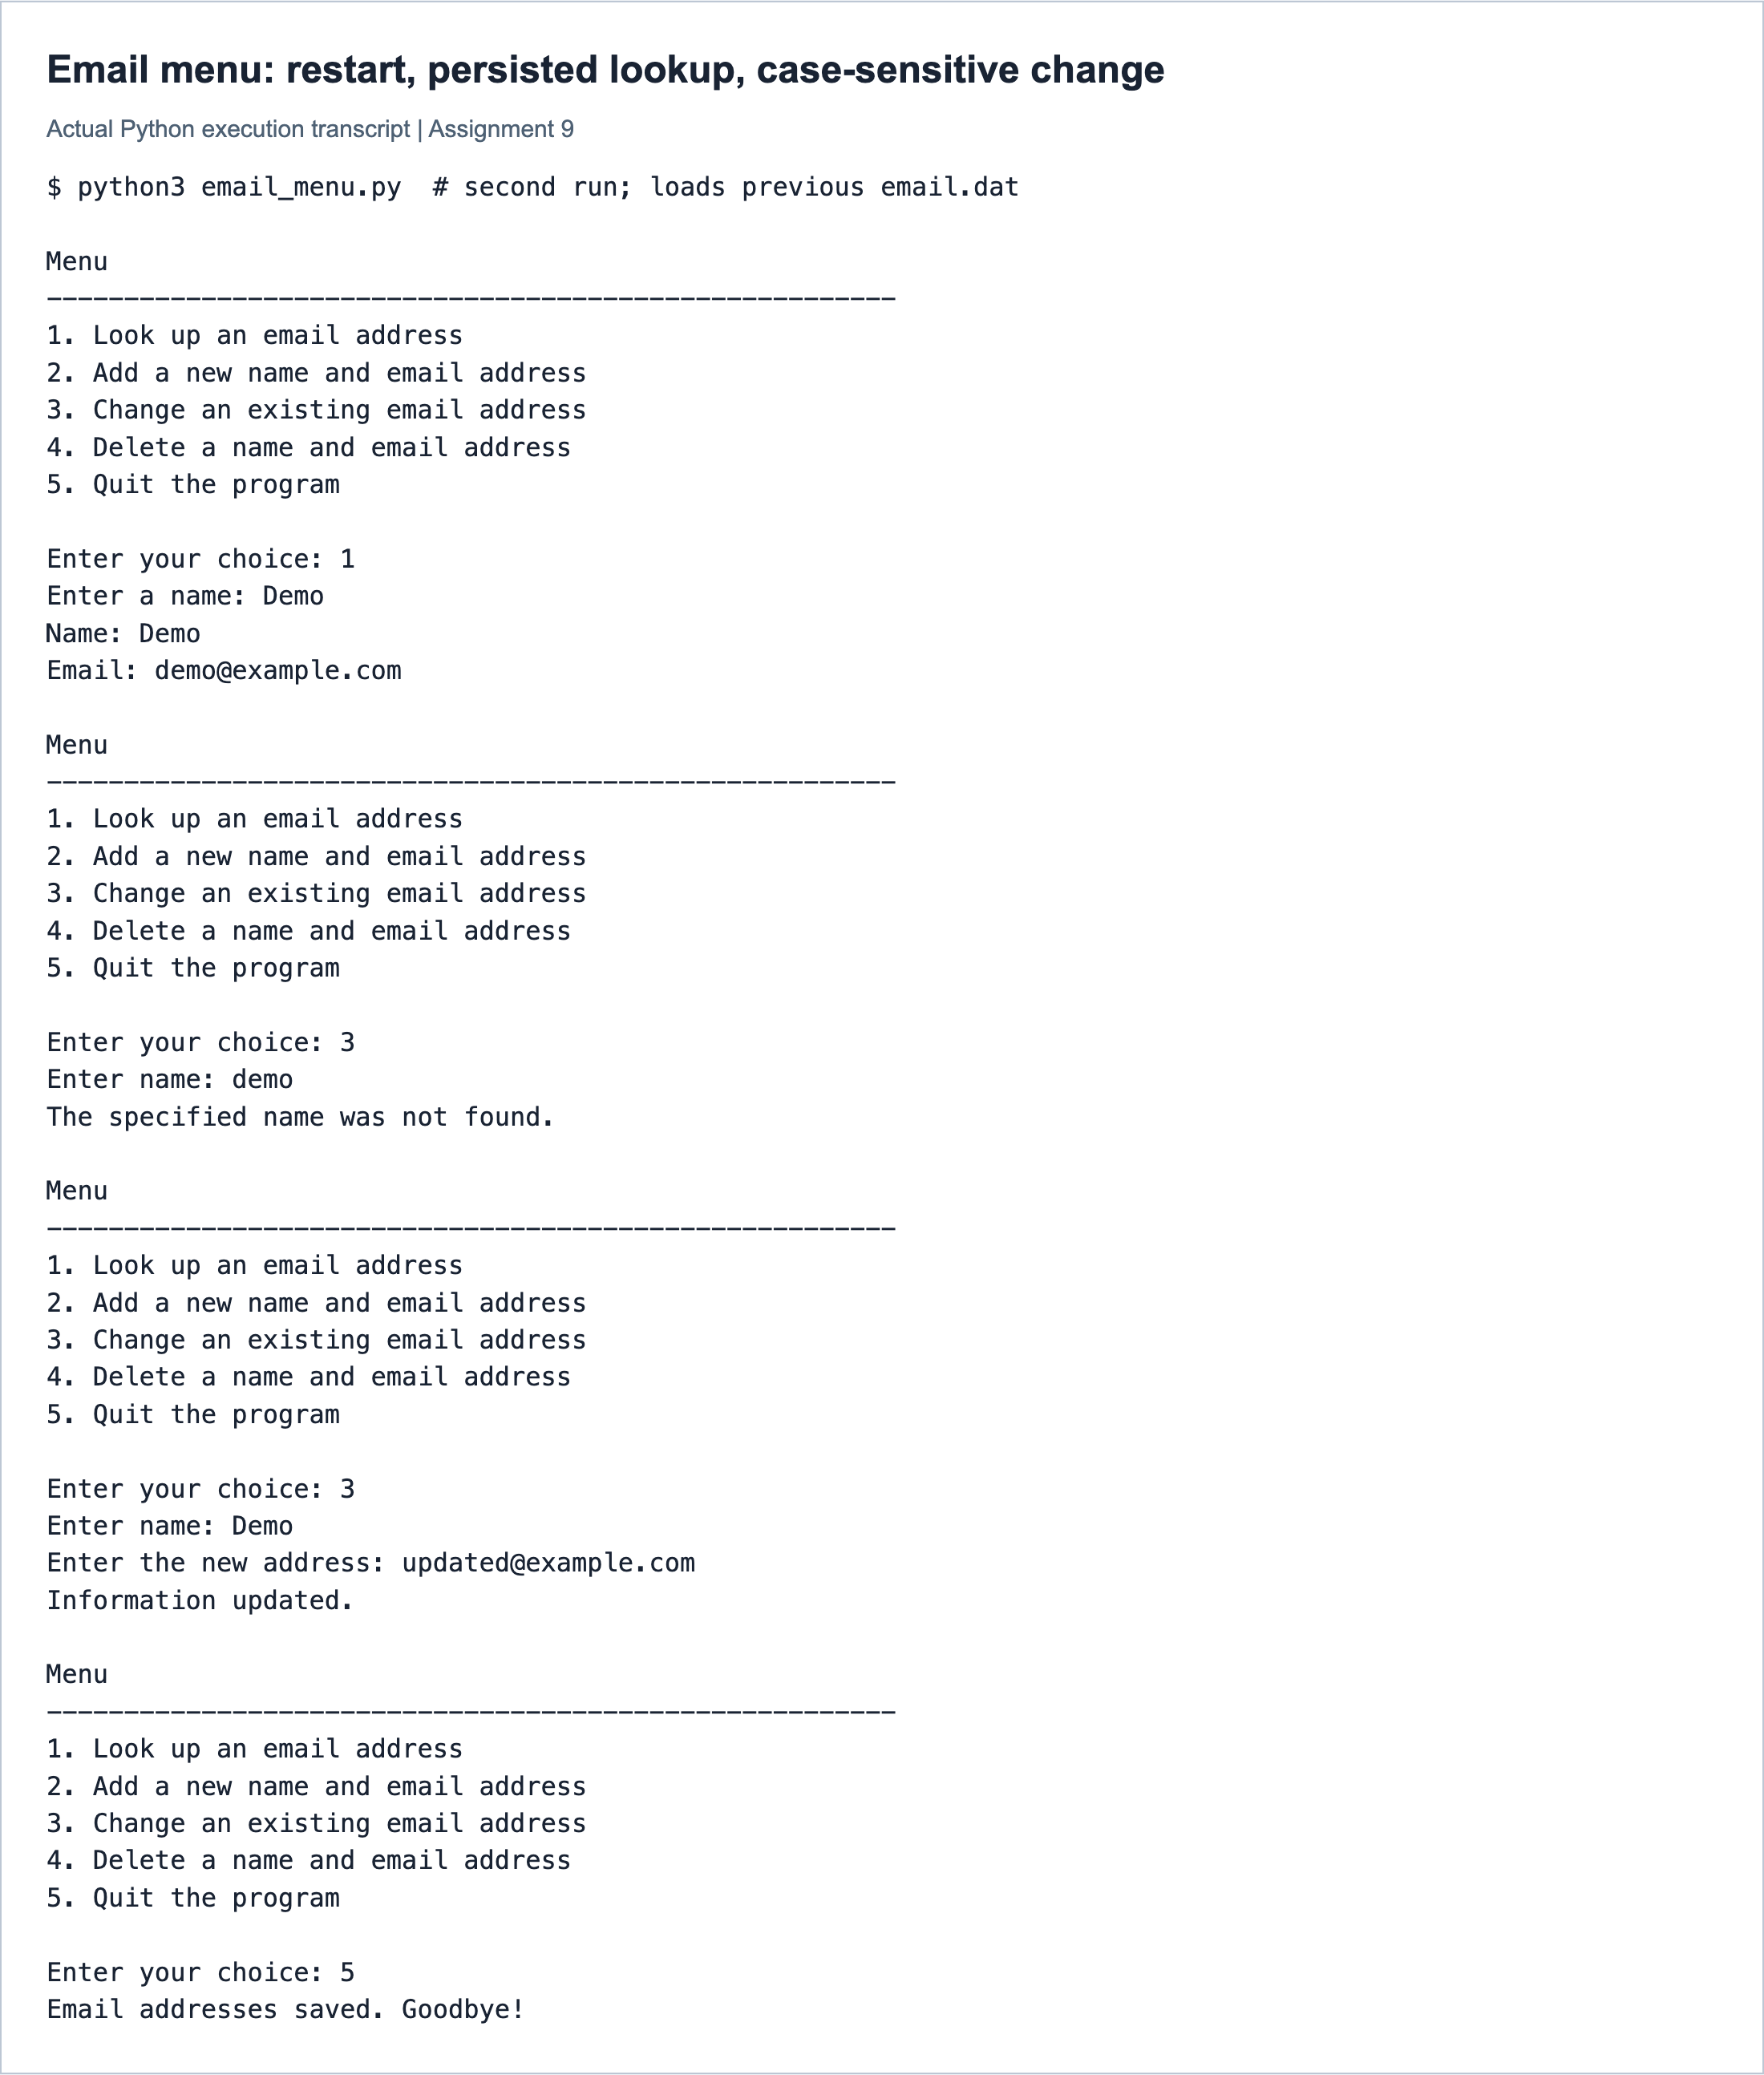 Email menu: restart, persisted lookup, case-sensitive change
Actual Python execution transcript | Assignment 9
$ python3 email_menu.py  # second run; loads previous email.dat
Menu
-------------------------------------------------------
1. Look up an email address
2. Add a new name and email address
3. Change an existing email address
4. Delete a name and email address
5. Quit the program
Enter your choice: 1
Enter a name: Demo
Name: Demo
Email: demo@example.com
Menu
-------------------------------------------------------
1. Look up an email address
2. Add a new name and email address
3. Change an existing email address
4. Delete a name and email address
5. Quit the program
Enter your choice: 3
Enter name: demo
The specified name was not found.
Menu
-------------------------------------------------------
1. Look up an email address
2. Add a new name and email address
3. Change an existing email address
4. Delete a name and email address
5. Quit the program
Enter your choice: 3
Enter name: Demo
Enter the new address: updated@example.com
Information updated.
Menu
-------------------------------------------------------
1. Look up an email address
2. Add a new name and email address
3. Change an existing email address
4. Delete a name and email address
5. Quit the program
Enter your choice: 5
Email addresses saved. Goodbye!